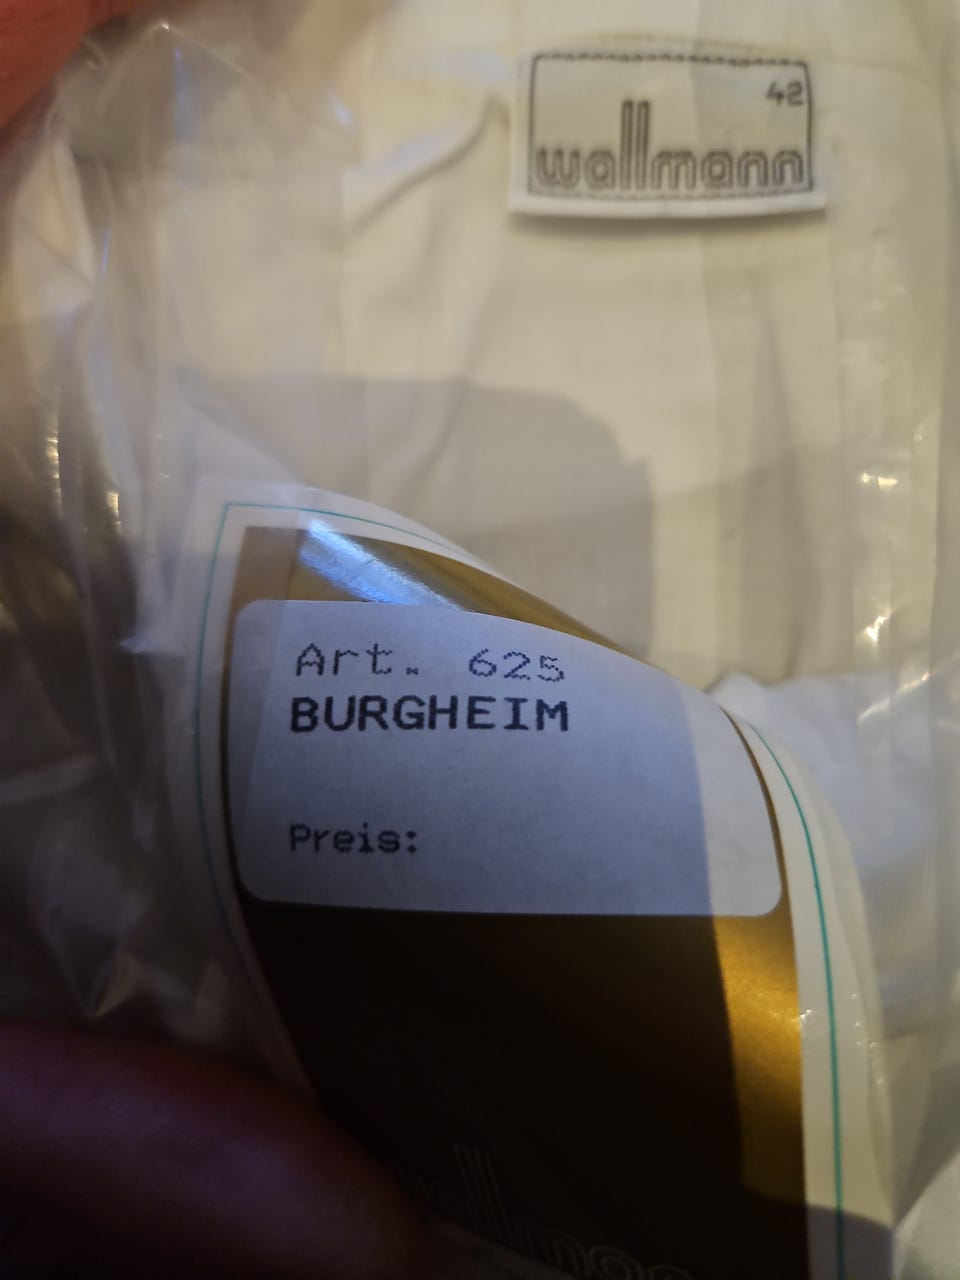 42
wallmann
Art. 625
BURGHEIM
Preis: